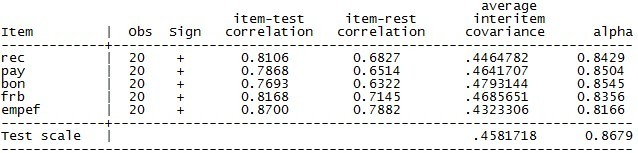 average
item-test item-rest interitem
Item | Obs Sign correlation correlation covariance alpha
rec | 20 + 0.8106 0.6827 .4464782 0.8429
pay | 20 + 0.7868 0.6514 .4641707 0.8504
bon | 20 + 0.7693 0.6322 .4793144 0.8545
frb | 20 + 0.8168 0.7145 .4685651 0.8356
empef | 20 + 0.8700 0.7882 .4323306 0.8166
Test scale | .4581718 0.8679